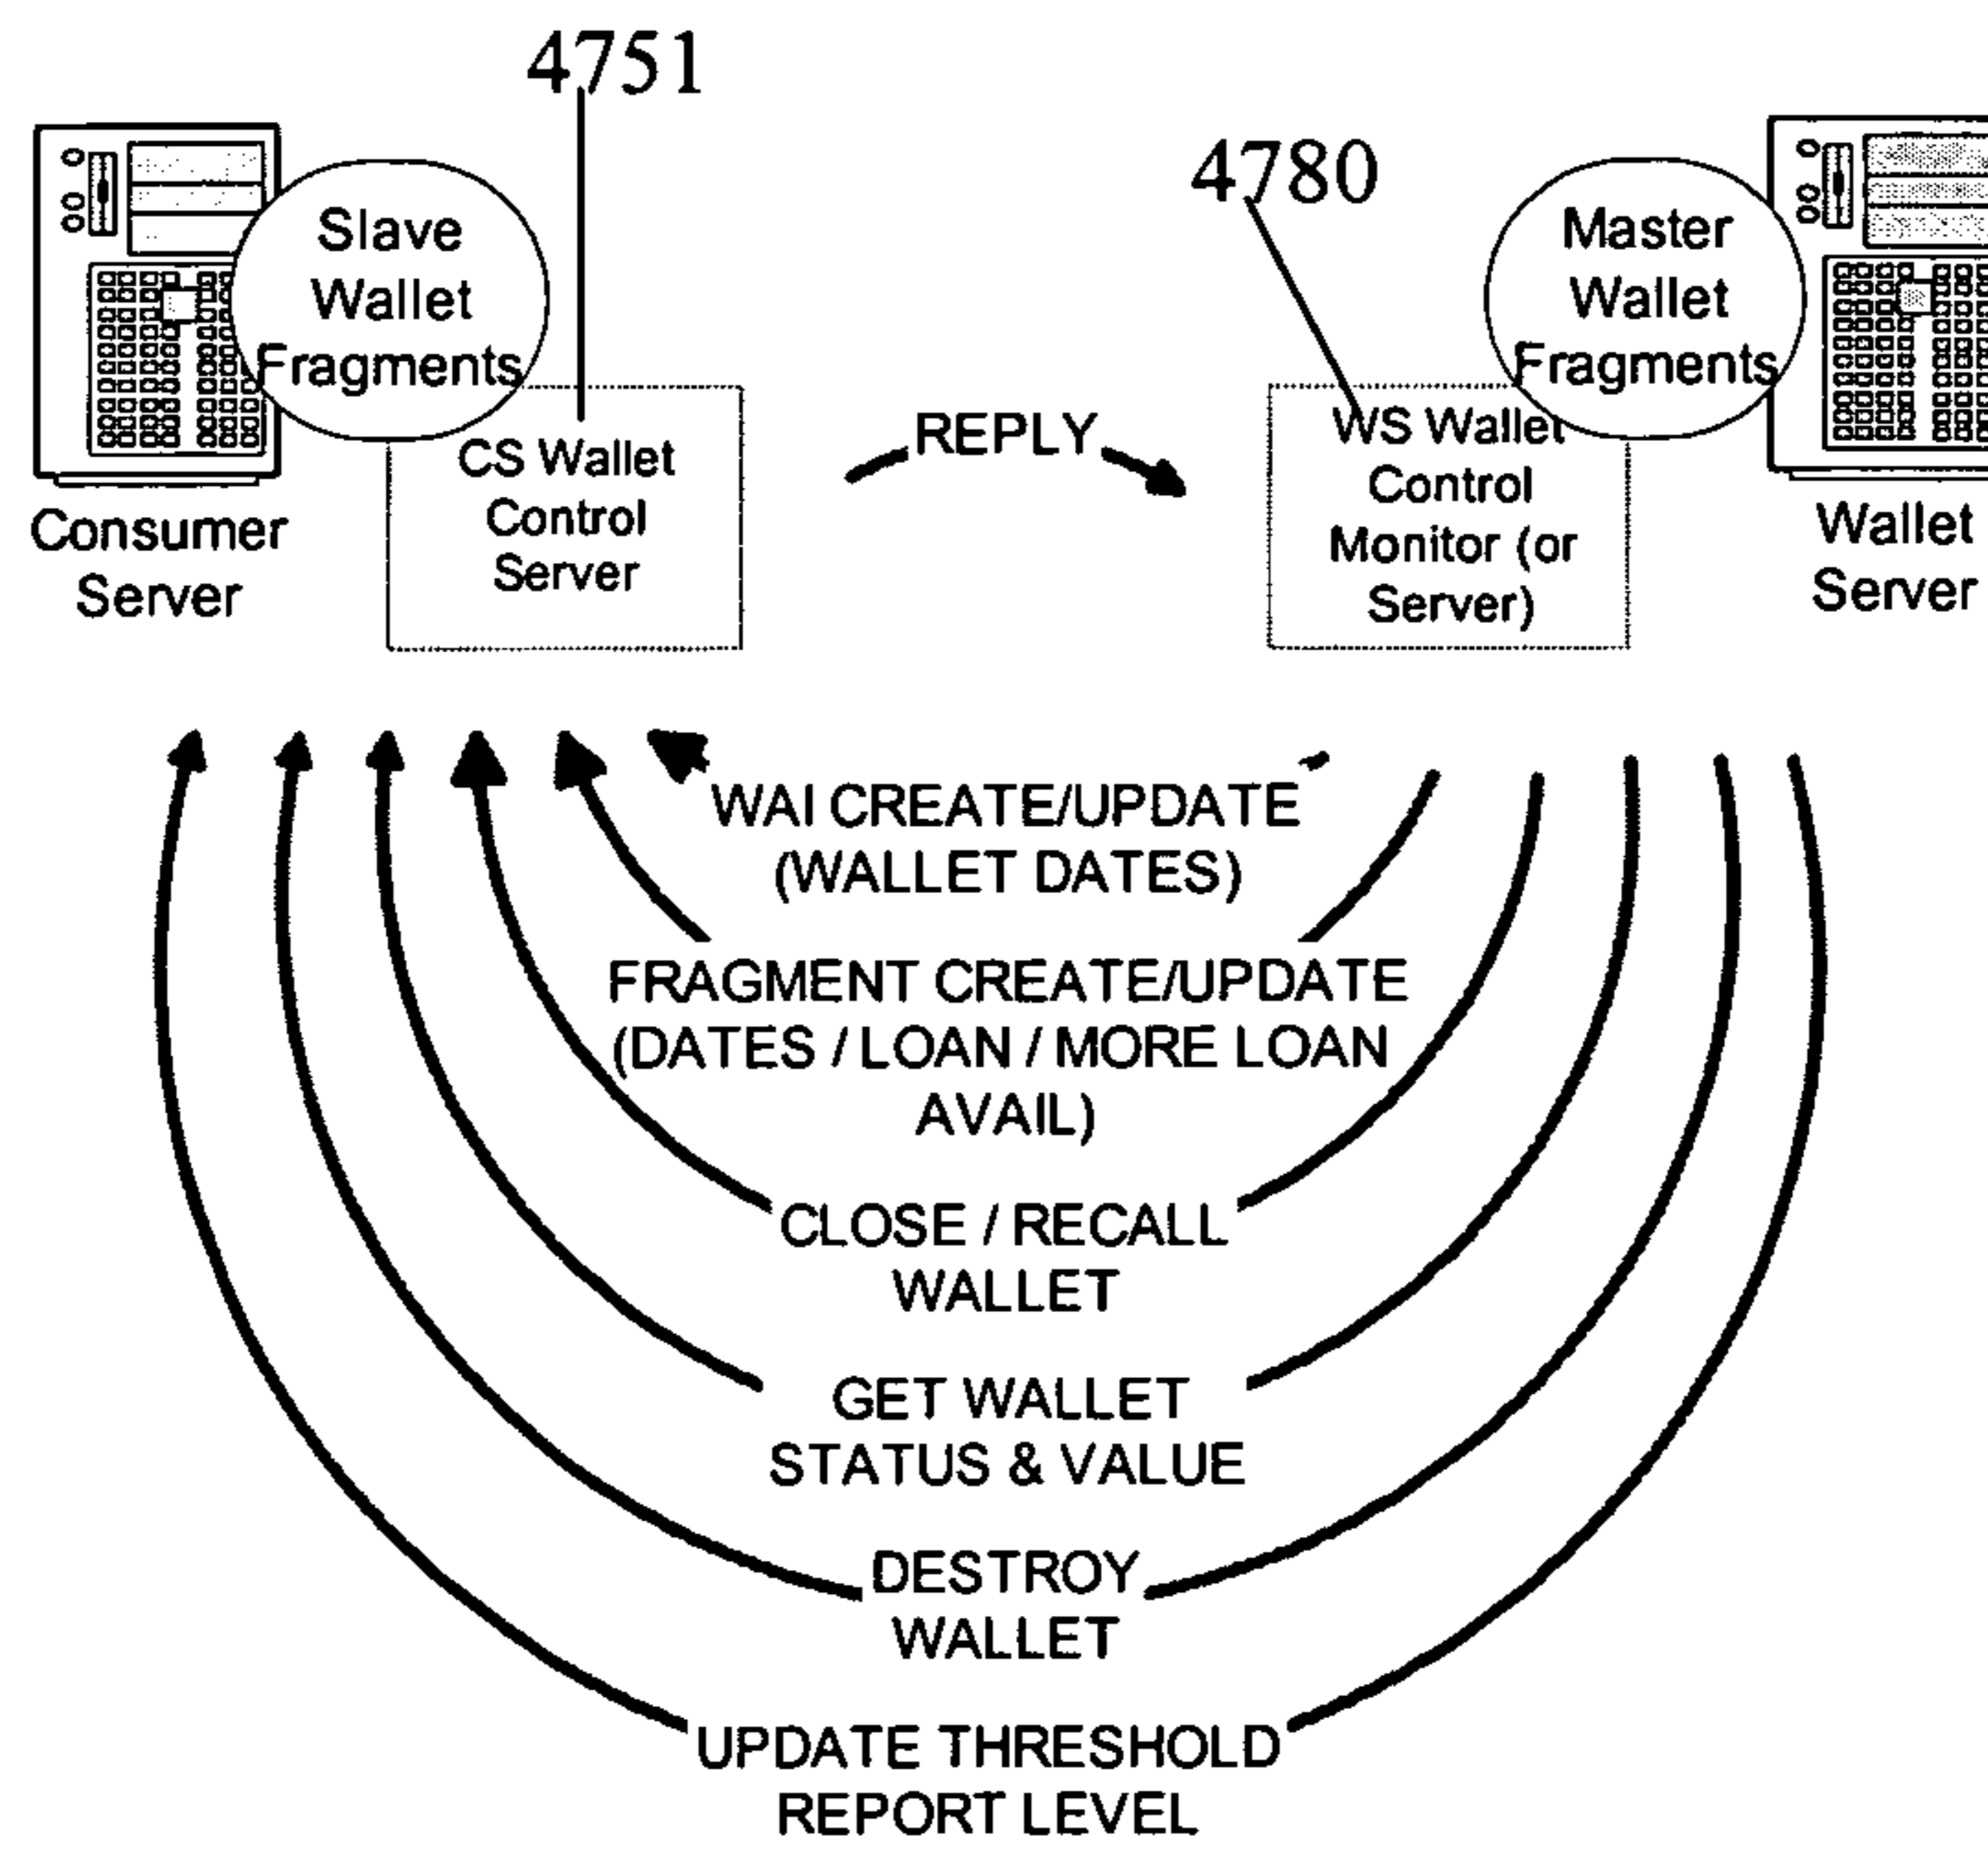 4751
4780
Slave
Wallet
Fragments
Master
Wallet
Fragments
REPLY
CS Wallet
Control
Server
WS Wallet
Control
Monitor (or
Server)
Consumer
Server
Wallet
Server
WAI CREATE/UPDATE
(WALLET DATES)
FRAGMENT CREATE/UPDATE
(DATES / LOAN / MORE LOAN
AVAIL)
CLOSE / RECALL
WALLET
GET WALLET
STATUS & VALUE
DESTROY
WALLET
UPDATE THRESHOLD
REPORT LEVEL